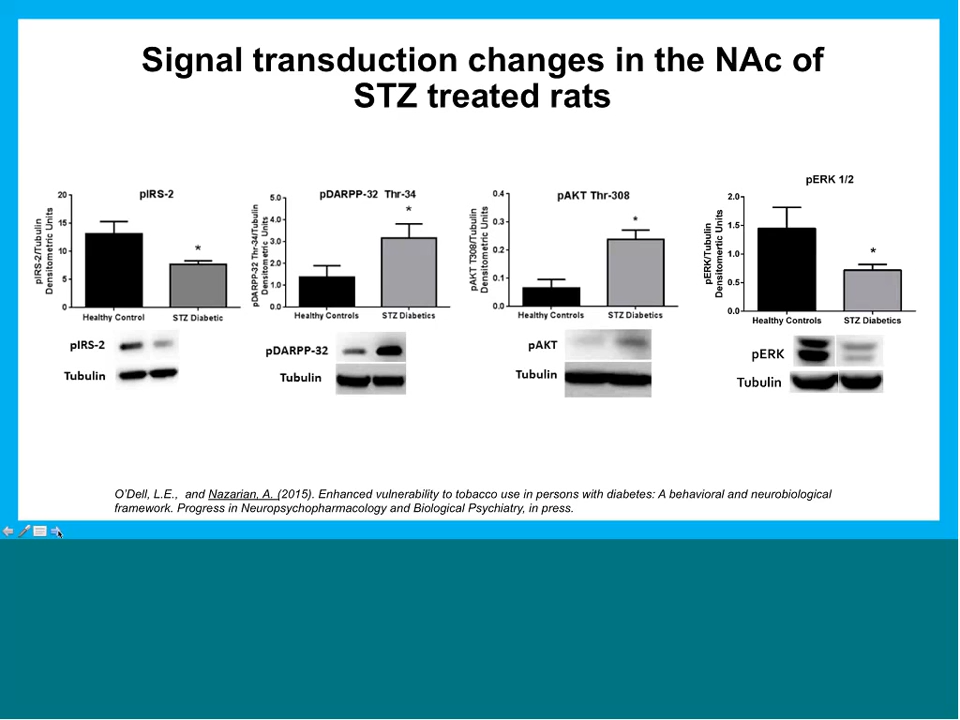 Signal transduction changes in the NAc of
STZ treated rats
pIRS-2
pIRS-2/Tubulin
Densitometric Units
20
15
10
5
0
*
Healthy Control
STZ Diabetic
pIRS-2
Tubulin
pDARPP-32 Thr-34
pDARPP-32 Thr-34/Tubulin
Densitometric Units
5.0
4.0
3.0
2.0
1.0
0.0
*
Healthy Controls
STZ Diabetics
pDARPP-32
Tubulin
pAKT Thr-308
pAKT T308/Tubulin
Densitometric Units
0.4
0.3
0.2
0.1
0.0
*
Healthy Controls
STZ Diabetics
pAKT
Tubulin
pERK 1/2
pERK/Tubulin
Densitomertic Units
2.0
1.5
1.0
0.5
0.0
*
Healthy Controls
STZ Diabetics
pERK
Tubulin
O'Dell, L.E., and Nazarian, A. (2015). Enhanced vulnerability to tobacco use in persons with diabetes: A behavioral and neurobiological
framework. Progress in Neuropsychopharmacology and Biological Psychiatry, in press.